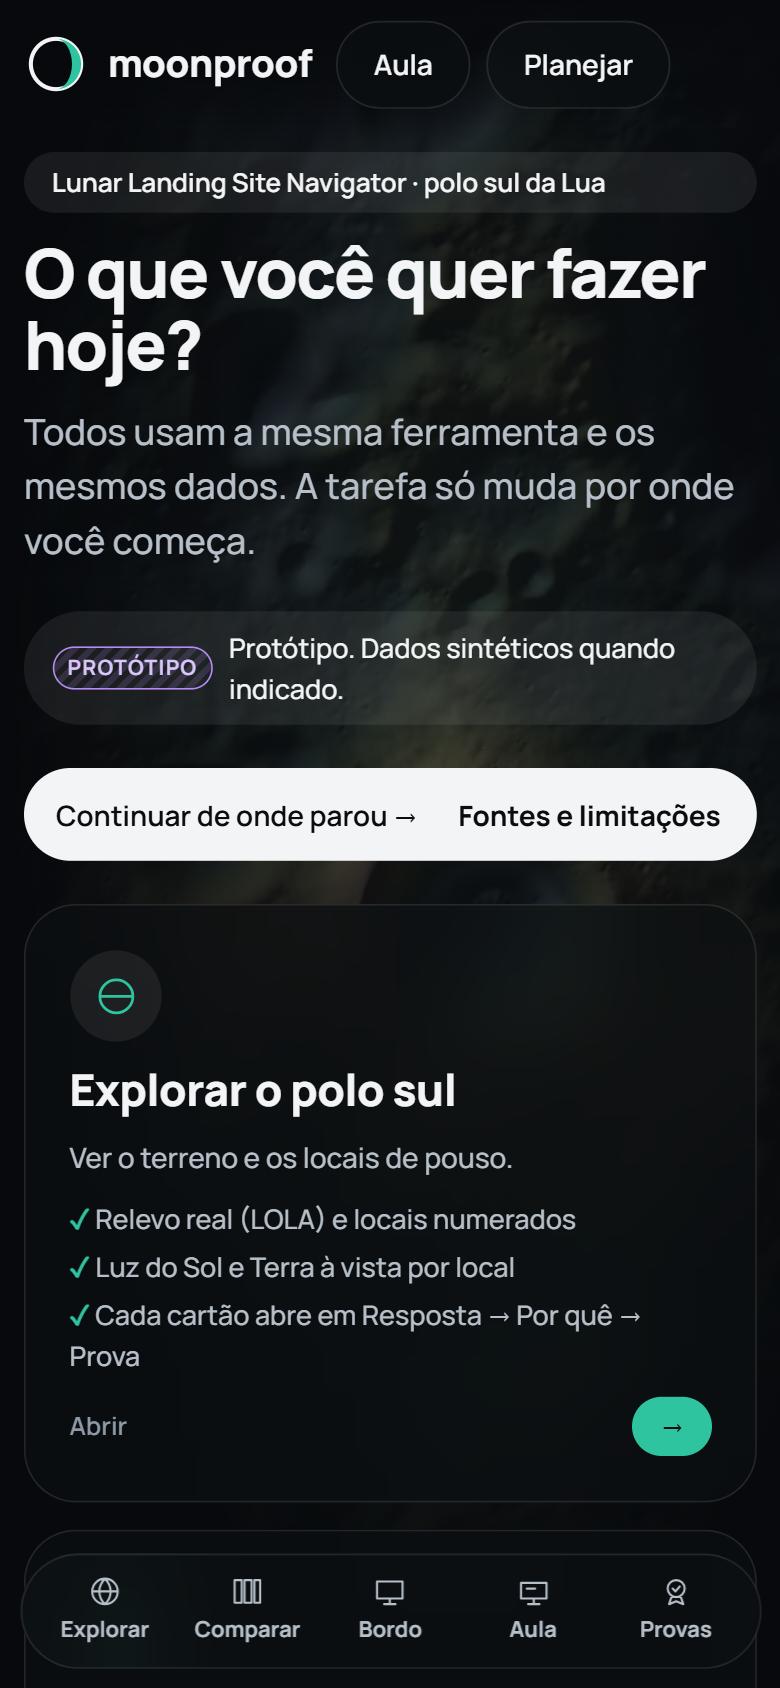 moonproof
Aula
Planejar
Lunar Landing Site Navigator · polo sul da Lua
O que você quer fazer
hoje?
Todos usam a mesma ferramenta e os
mesmos dados. A tarefa só muda por onde
você começa.
PROTÓTIPO
Protótipo. Dados sintéticos quando
indicado.
Continuar de onde parou →
Fontes e limitações
Explorar o polo sul
Ver o terreno e os locais de pouso.
✓ Relevo real (LOLA) e locais numerados
✓ Luz do Sol e Terra à vista por local
✓ Cada cartão abre em Resposta → Por quê →
Prova
Abrir
→
Explorar
Comparar
Bordo
Aula
Provas